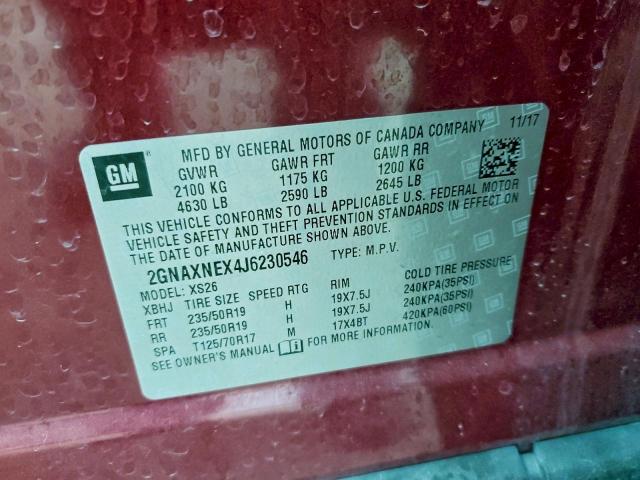 GM
MFD BY GENERAL MOTORS OF CANADA COMPANY 11/17
GVWR GAWR FRT GAWR RR
2100 KG 1175 KG 1200 KG
4630 LB 2590 LB 2645 LB
THIS VEHICLE CONFORMS TO ALL APPLICABLE U.S. FEDERAL MOTOR
VEHICLE SAFETY AND THEFT PREVENTION STANDARDS IN EFFECT ON
THE DATE OF MANUFACTURE SHOWN ABOVE.
2GNAXNEX4J6230546 TYPE: M.P.V.
MODEL: XS26
XBHJ TIRE SIZE SPEED RTG RIM COLD TIRE PRESSURE
FRT 235/50R19 H 19X7.5J 240KPA(35PSI)
RR 235/50R19 H 19X7.5J 240KPA(35PSI)
SPA T125/70R17 M 17X4BT 420KPA(60PSI)
SEE OWNER'S MANUAL FOR MORE INFORMATION.